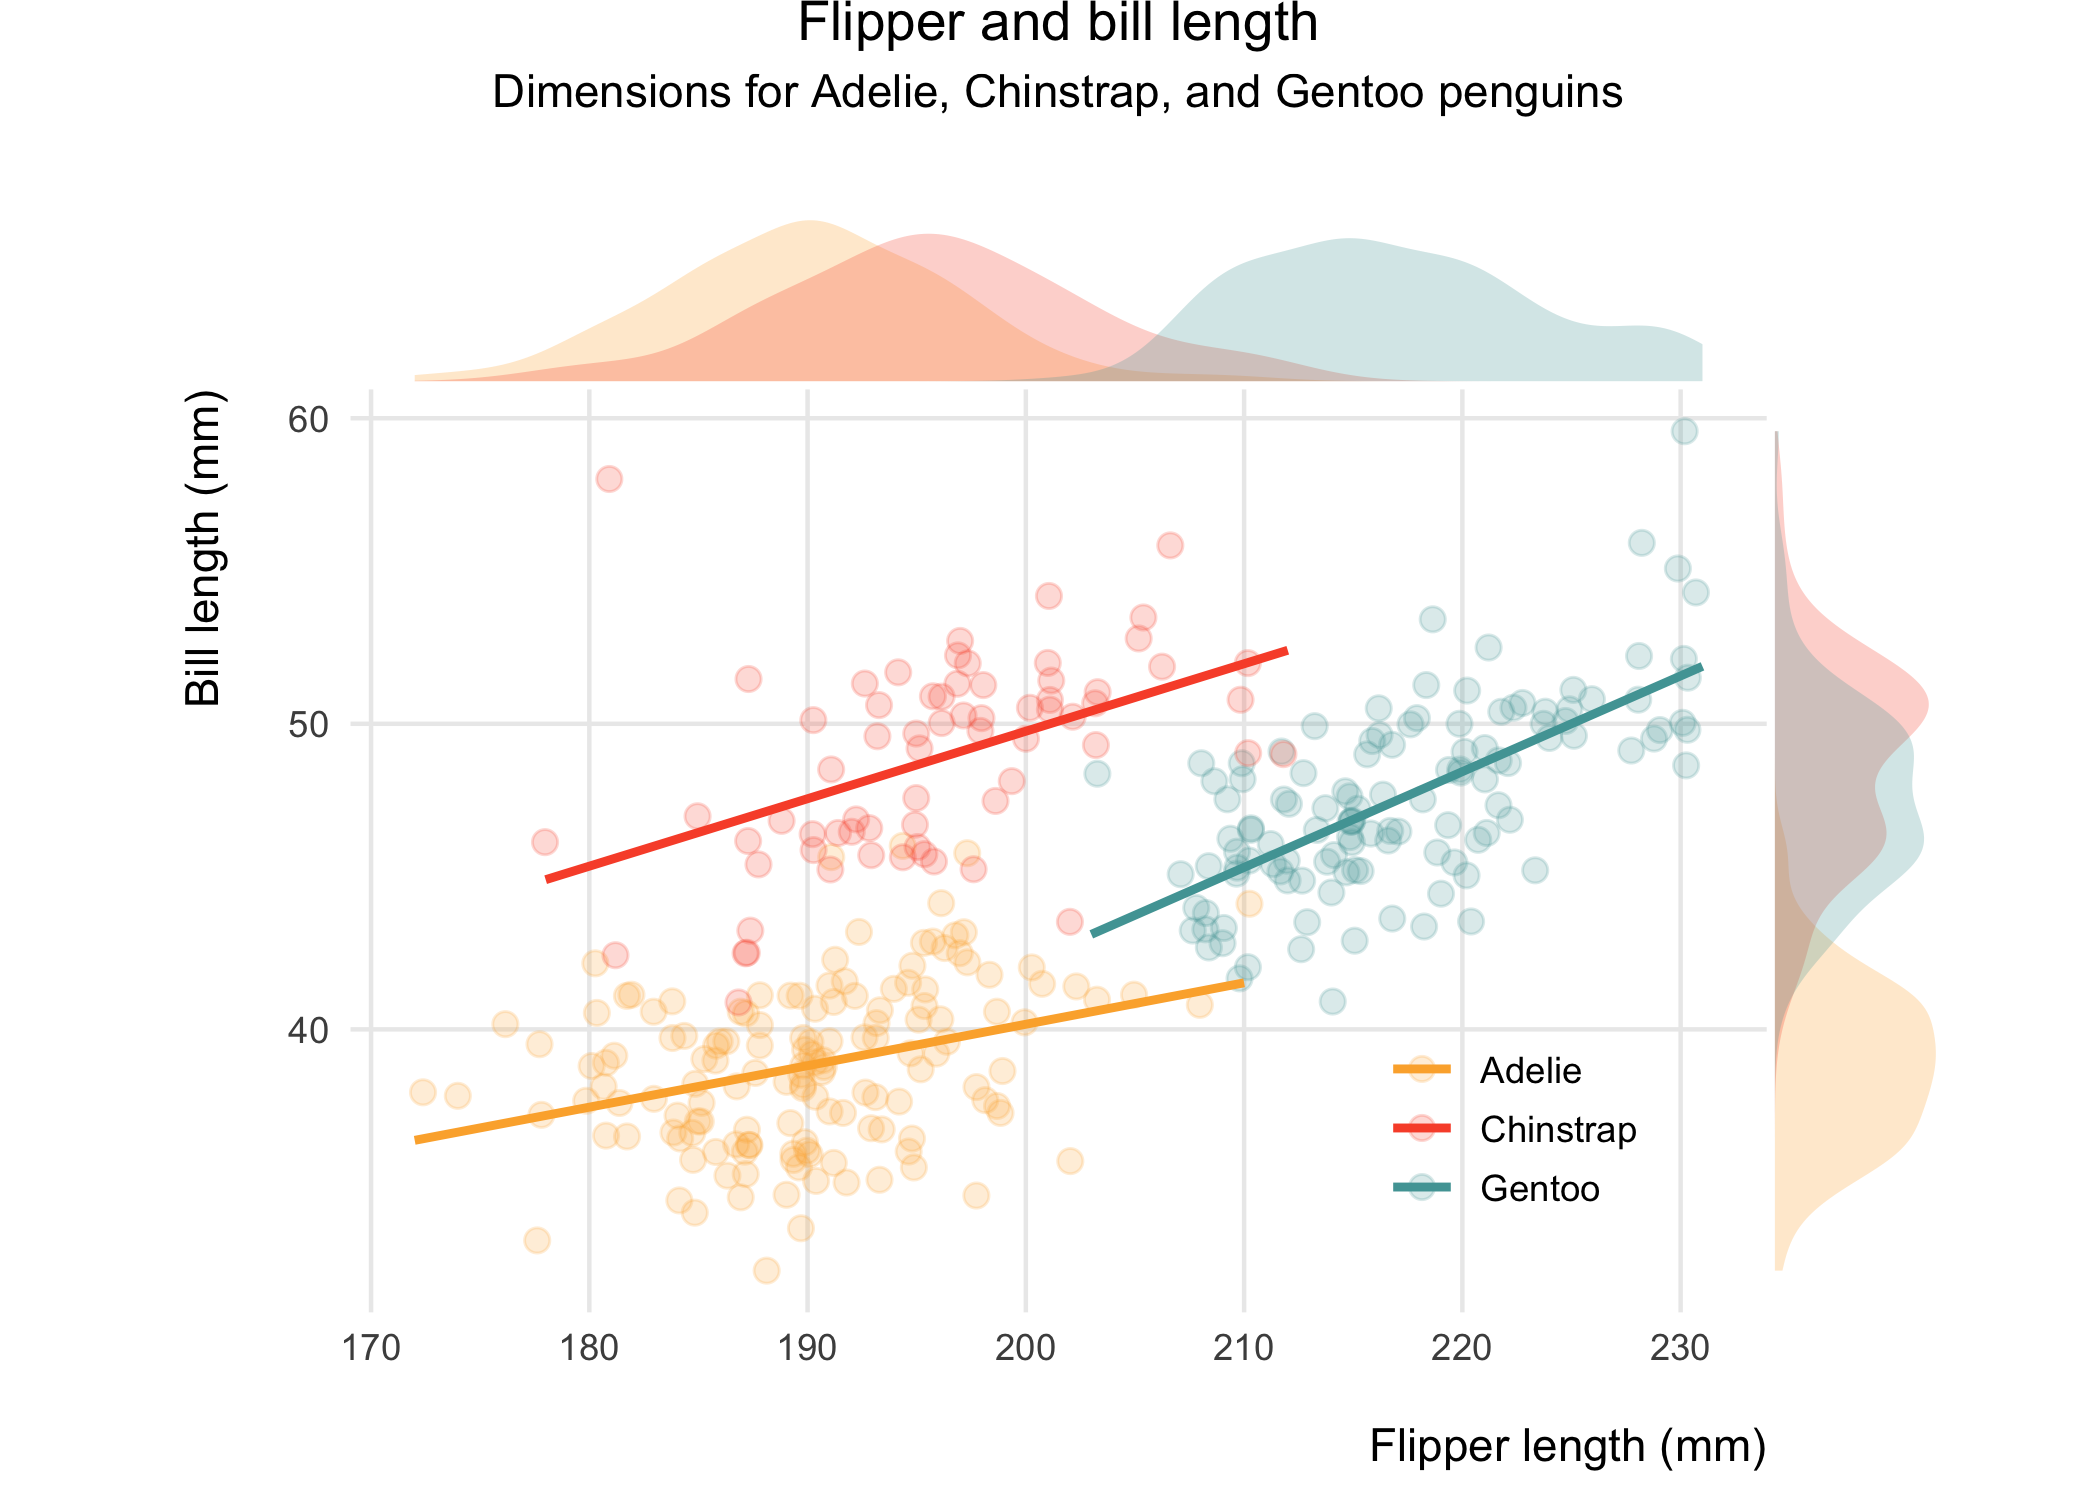 Flipper and bill length
Dimensions for Adelie, Chinstrap, and Gentoo penguins
Bill length (mm)
60
50
40
Adelie
Chinstrap
Gentoo
170 180 190 200 210 220 230
Flipper length (mm)